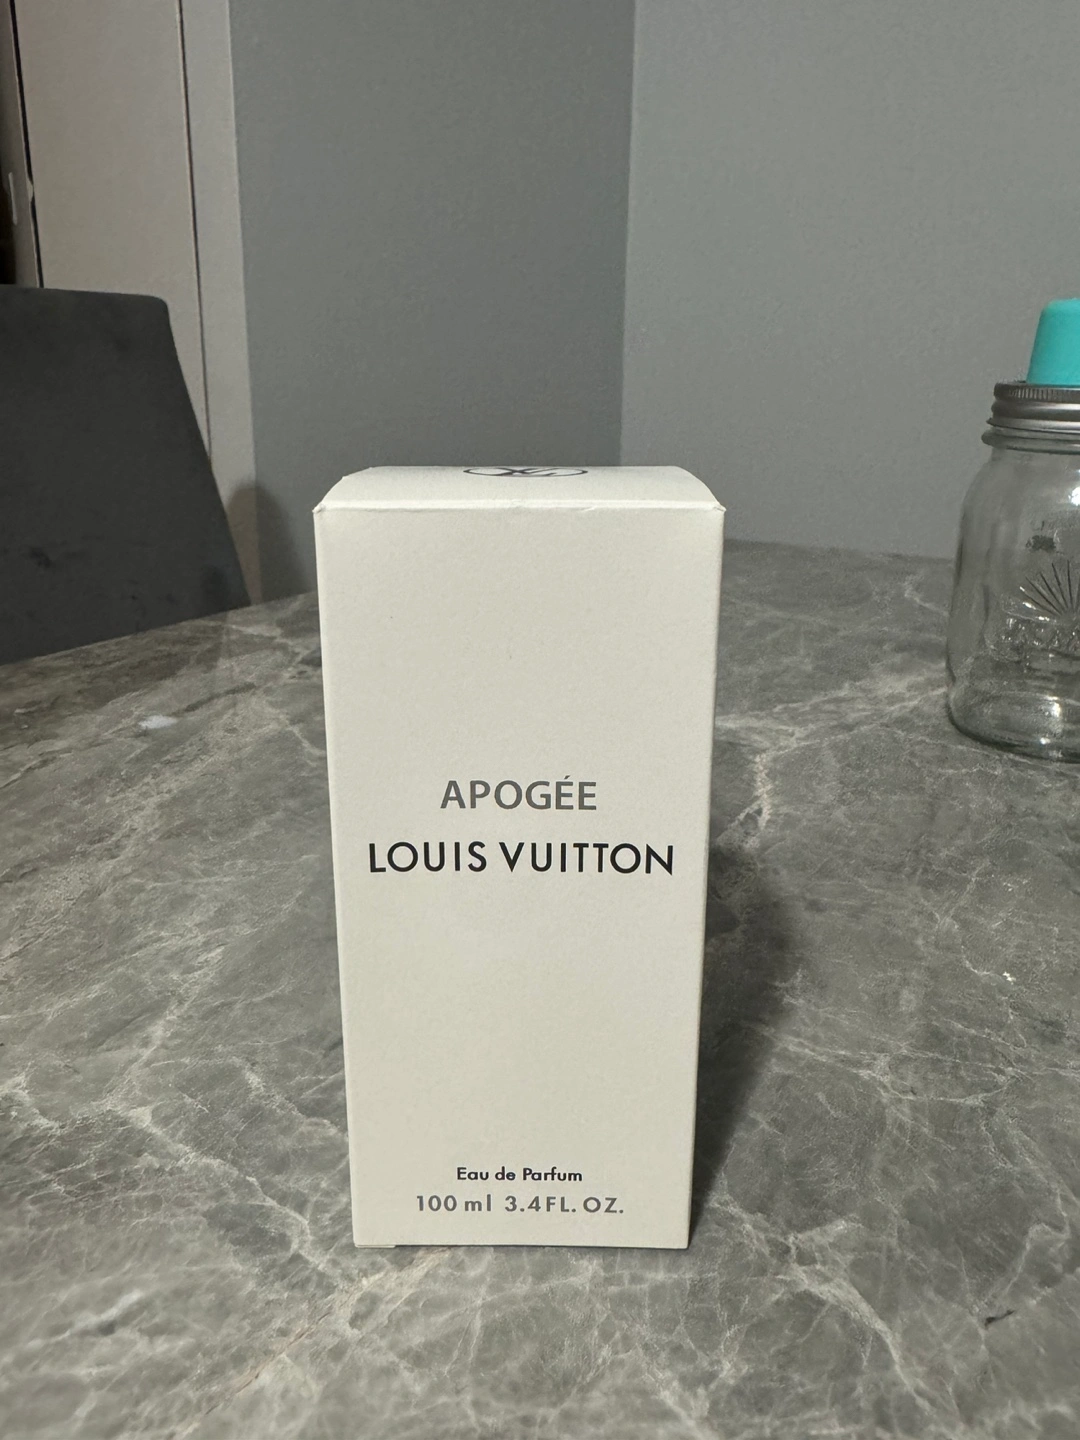 APOGÉE
LOUIS VUITTON
Eau de Parfum
100 ml 3.4FL. OZ.